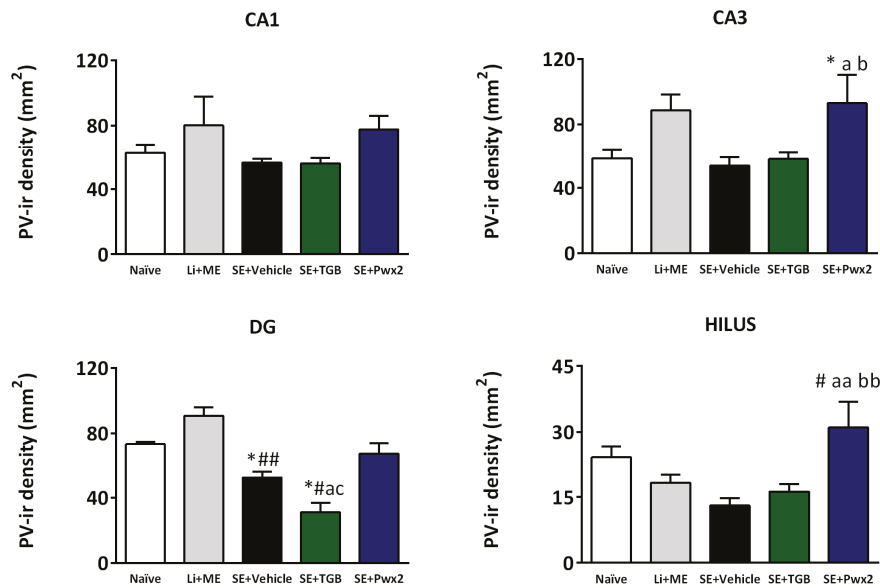 CA1
PV-ir density (mm²)
120
80
40
0
Naïve Li+ME SE+Vehicle SE+TGB SE+Pwx2
CA3
PV-ir density (mm²)
120
80
40
0
* a b
Naïve Li+ME SE+Vehicle SE+TGB SE+Pwx2
DG
PV-ir density (mm²)
120
80
40
0
*##
*#ac
Naïve Li+ME SE+Vehicle SE+TGB SE+Pwx2
HILUS
PV-ir density (mm²)
45
30
15
0
# aa bb
Naïve Li+ME SE+Vehicle SE+TGB SE+Pwx2